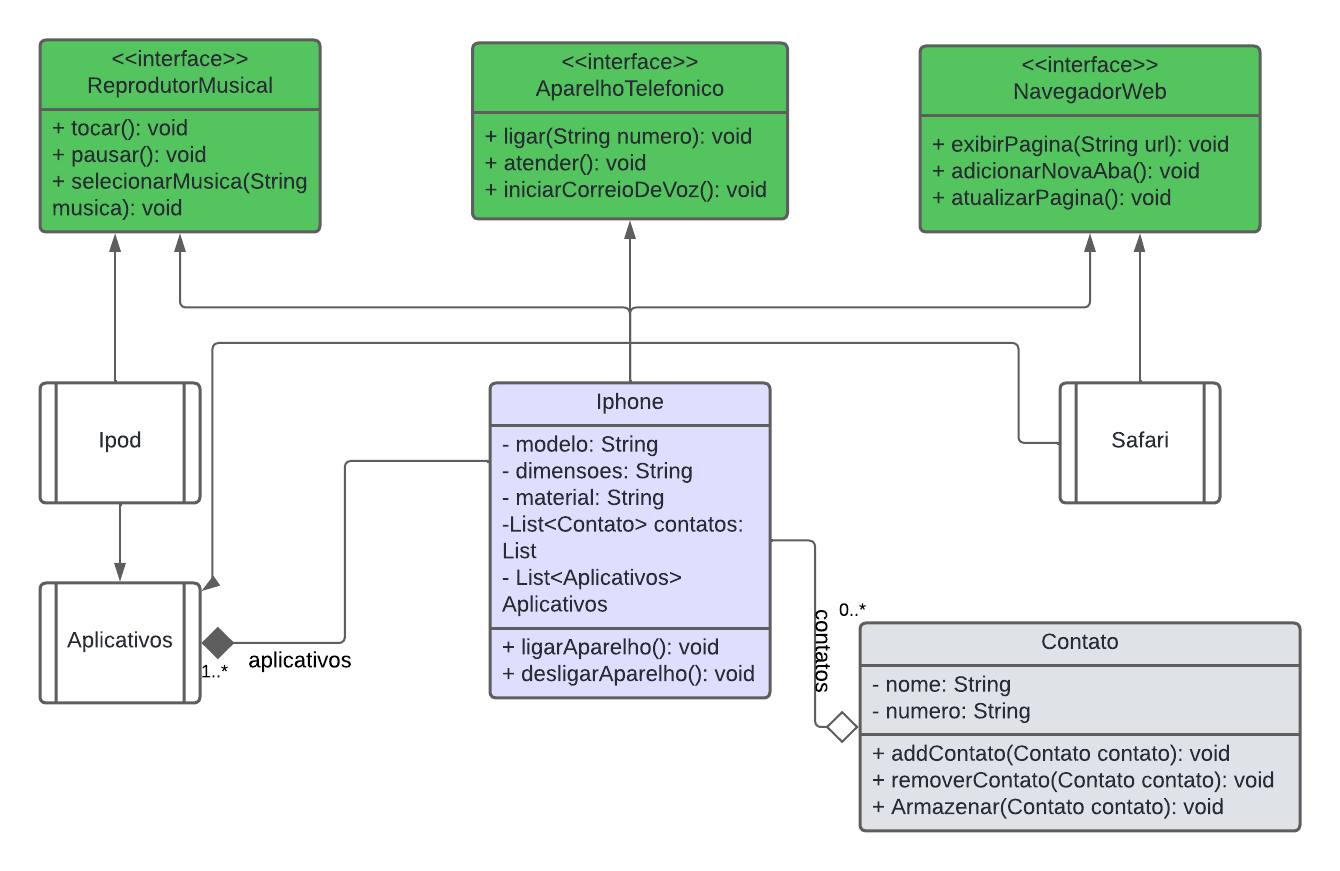 <<interface>>
ReprodutorMusical
+ tocar(): void
+ pausar(): void
+ selecionarMusica(String
musica): void
<<interface>>
AparelhoTelefonico
+ ligar(String numero): void
+ atender(): void
+ iniciarCorreioDeVoz(): void
<<interface>>
NavegadorWeb
+ exibirPagina(String url): void
+ adicionarNovaAba(): void
+ atualizarPagina(): void
Ipod
Iphone
- modelo: String
- dimensoes: String
- material: String
-List<Contato> contatos:
List
- List<Aplicativos>
Aplicativos
+ ligarAparelho(): void
+ desligarAparelho(): void
Safari
Aplicativos
1..*
aplicativos
contatos
0..*
Contato
- nome: String
- numero: String
+ addContato(Contato contato): void
+ removerContato(Contato contato): void
+ Armazenar(Contato contato): void